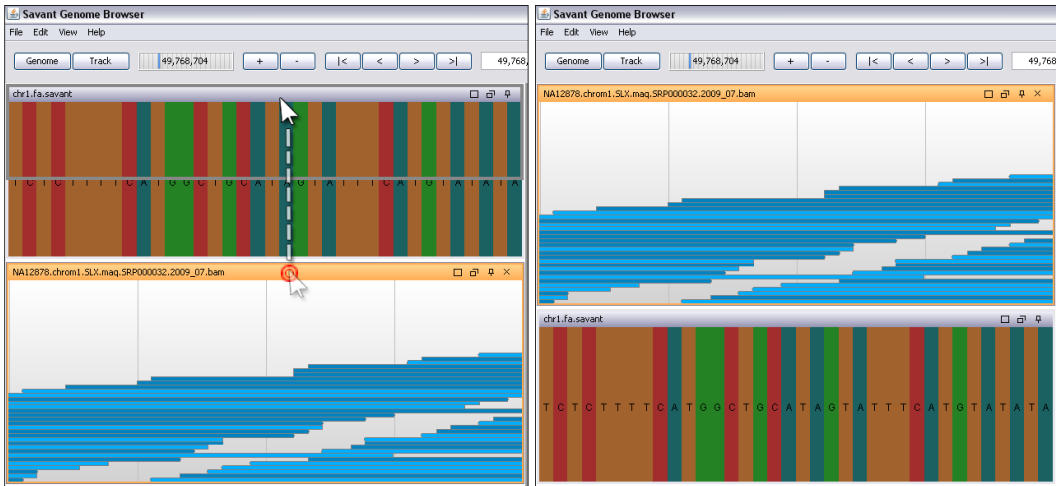 Savant Genome Browser
File Edit View Help
Genome Track 49,768,704 + - |< < > >| 49,768,
chr1.fa.savant
T C T C T T T T C A T G G C T G C A T A G T A T T T C A T G T A T A T A
NA12878.chrom1.SLX.maq.SRP000032.2009_07.bam
Savant Genome Browser
File Edit View Help
Genome Track 49,768,704 + - |< < > >| 49,768
NA12878.chrom1.SLX.maq.SRP000032.2009_07.bam
chr1.fa.savant
T C T C T T T T C A T G G C T G C A T A G T A T T T C A T G T A T A T A